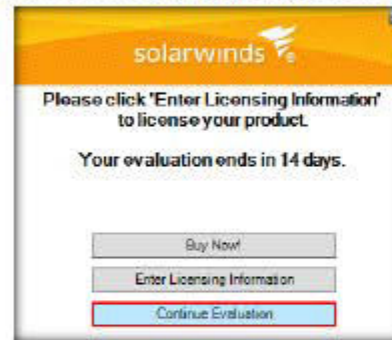 solarwinds
Please click 'Enter Licensing Information'
to license your product.
Your evaluation ends in 14 days.
Buy Now!
Enter Licensing Information
Continue Evaluation